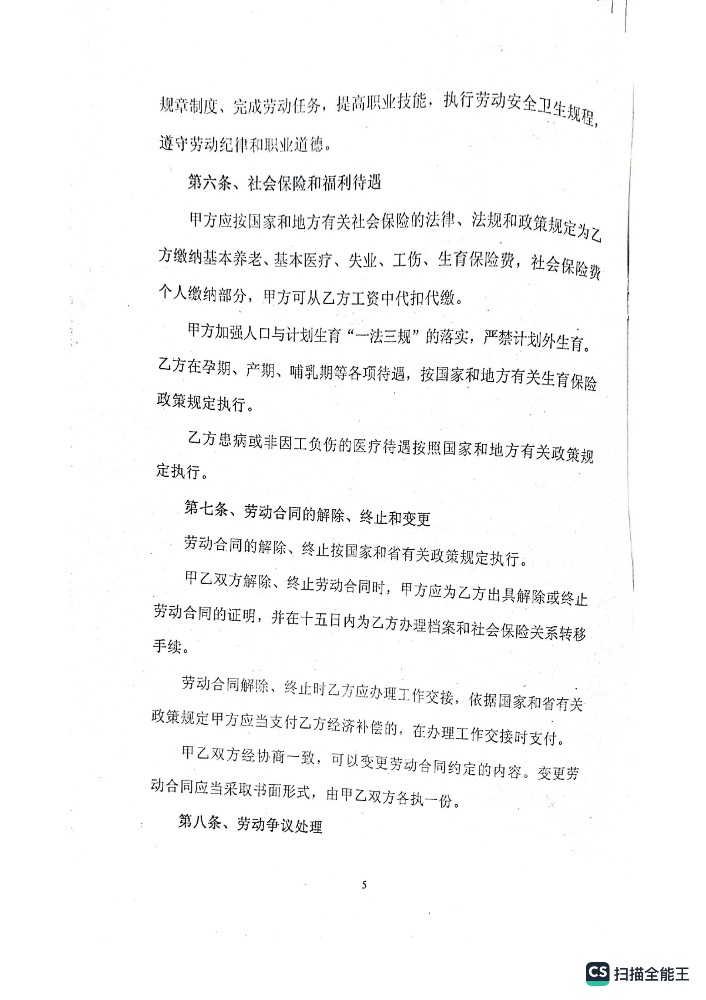 规章制度、完成劳动任务，提高职业技能，执行劳动安全卫生规程，
遵守劳动纪律和职业道德。
第六条、社会保险和福利待遇
甲方应按国家和地方有关社会保险的法律、法规和政策规定为乙
方缴纳基本养老、基本医疗、失业、工伤、生育保险费，社会保险费
个人缴纳部分，甲方可从乙方工资中代扣代缴。
甲方加强人口与计划生育“一法三规”的落实，严禁计划外生育。
乙方在孕期、产期、哺乳期等各项待遇，按国家和地方有关生育保险
政策规定执行。
乙方患病或非因工负伤的医疗待遇按照国家和地方有关政策规
定执行。
第七条、劳动合同的解除、终止和变更
劳动合同的解除、终止按国家和省有关政策规定执行。
甲乙双方解除、终止劳动合同时，甲方应为乙方出具解除或终止
劳动合同的证明，并在十五日内为乙方办理档案和社会保险关系转移
手续。
劳动合同解除、终止时乙方应办理工作交接，依据国家和省有关
政策规定甲方应当支付乙方经济补偿的，在办理工作交接时支付。
甲乙双方经协商一致，可以变更劳动合同约定的内容。变更劳
动合同应当采取书面形式，由甲乙双方各执一份。
第八条、劳动争议处理
5
CS 扫描全能王